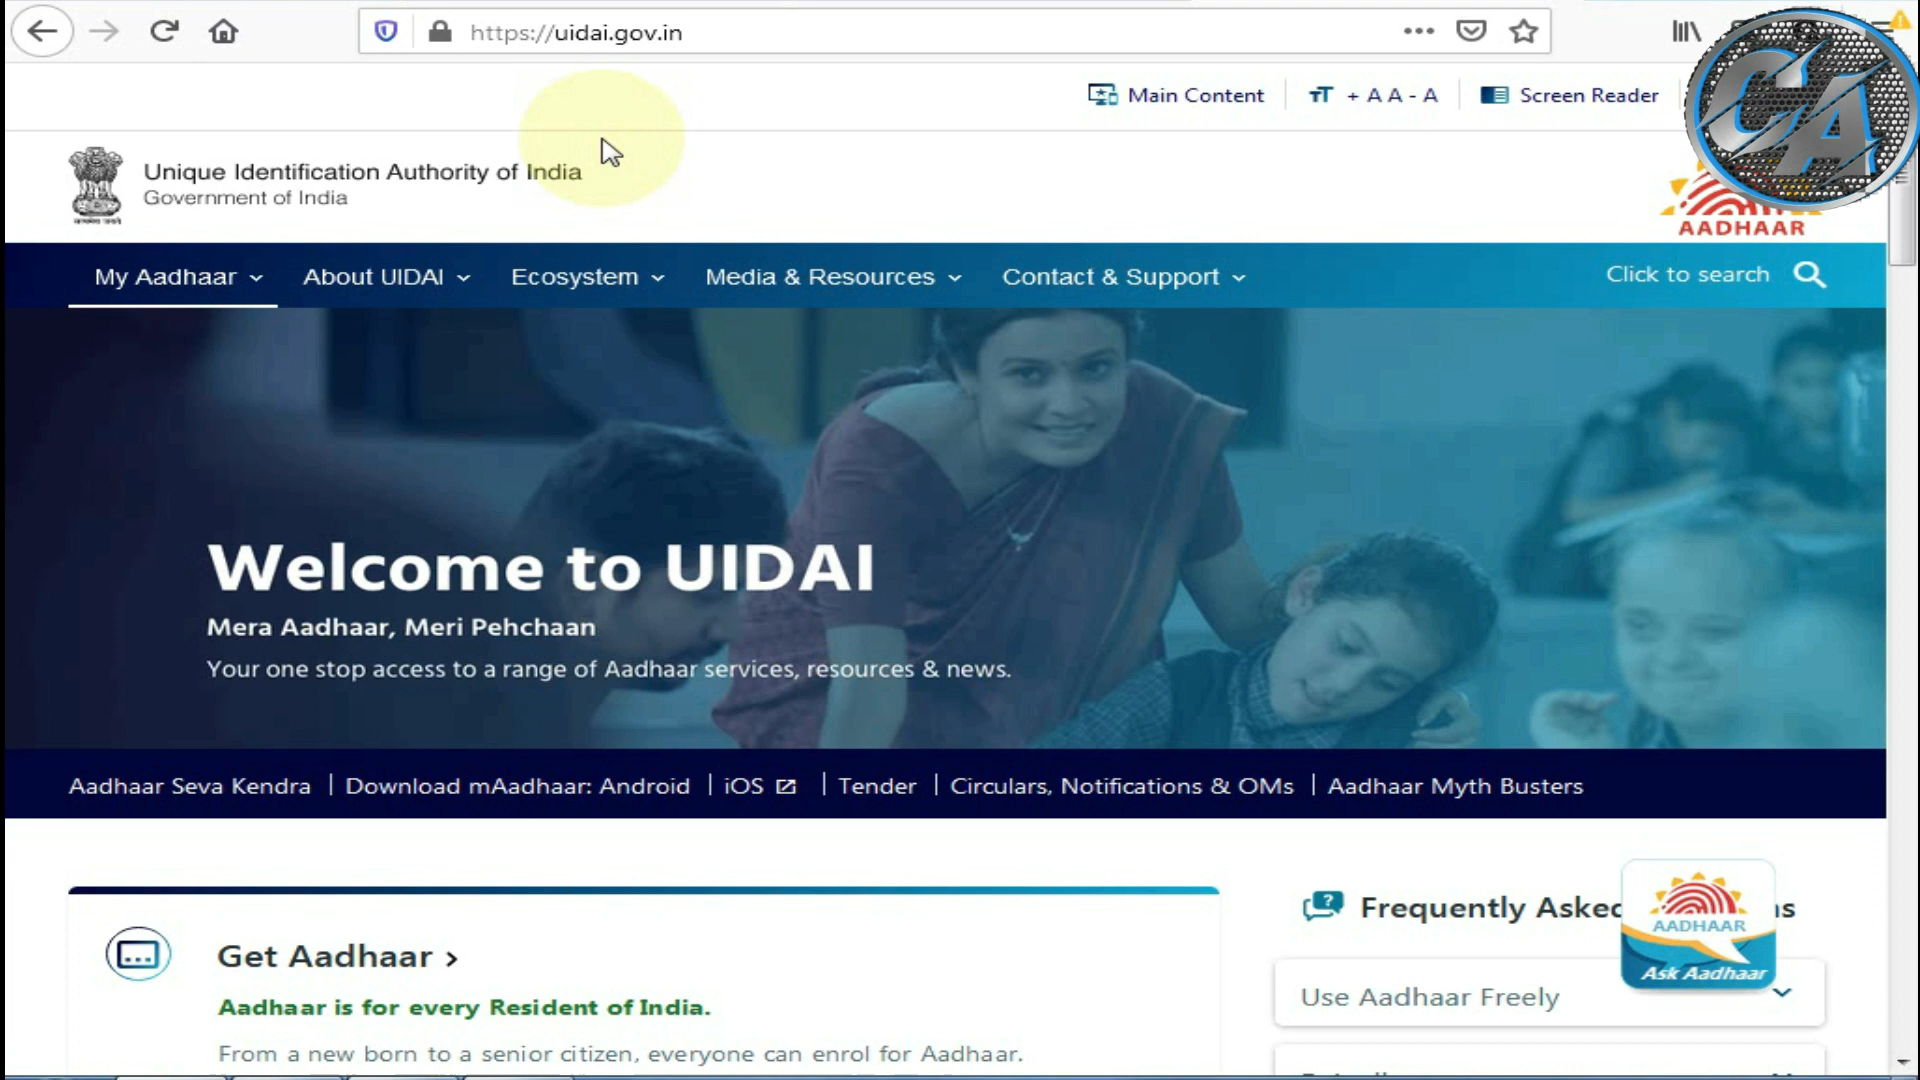 https://uidai.gov.in
Main Content
+ A A - A
Screen Reader
CA
Unique Identification Authority of India
Government of India
AADHAAR
My Aadhaar
About UIDAI
Ecosystem
Media & Resources
Contact & Support
Click to search
Welcome to UIDAI
Mera Aadhaar, Meri Pehchaan
Your one stop access to a range of Aadhaar services, resources & news.
Aadhaar Seva Kendra | Download mAadhaar: Android | iOS | Tender | Circulars, Notifications & OMs | Aadhaar Myth Busters
Get Aadhaar >
Aadhaar is for every Resident of India.
From a new born to a senior citizen, everyone can enrol for Aadhaar.
Frequently Asked
AADHAAR
Ask Aadhaar
Use Aadhaar Freely